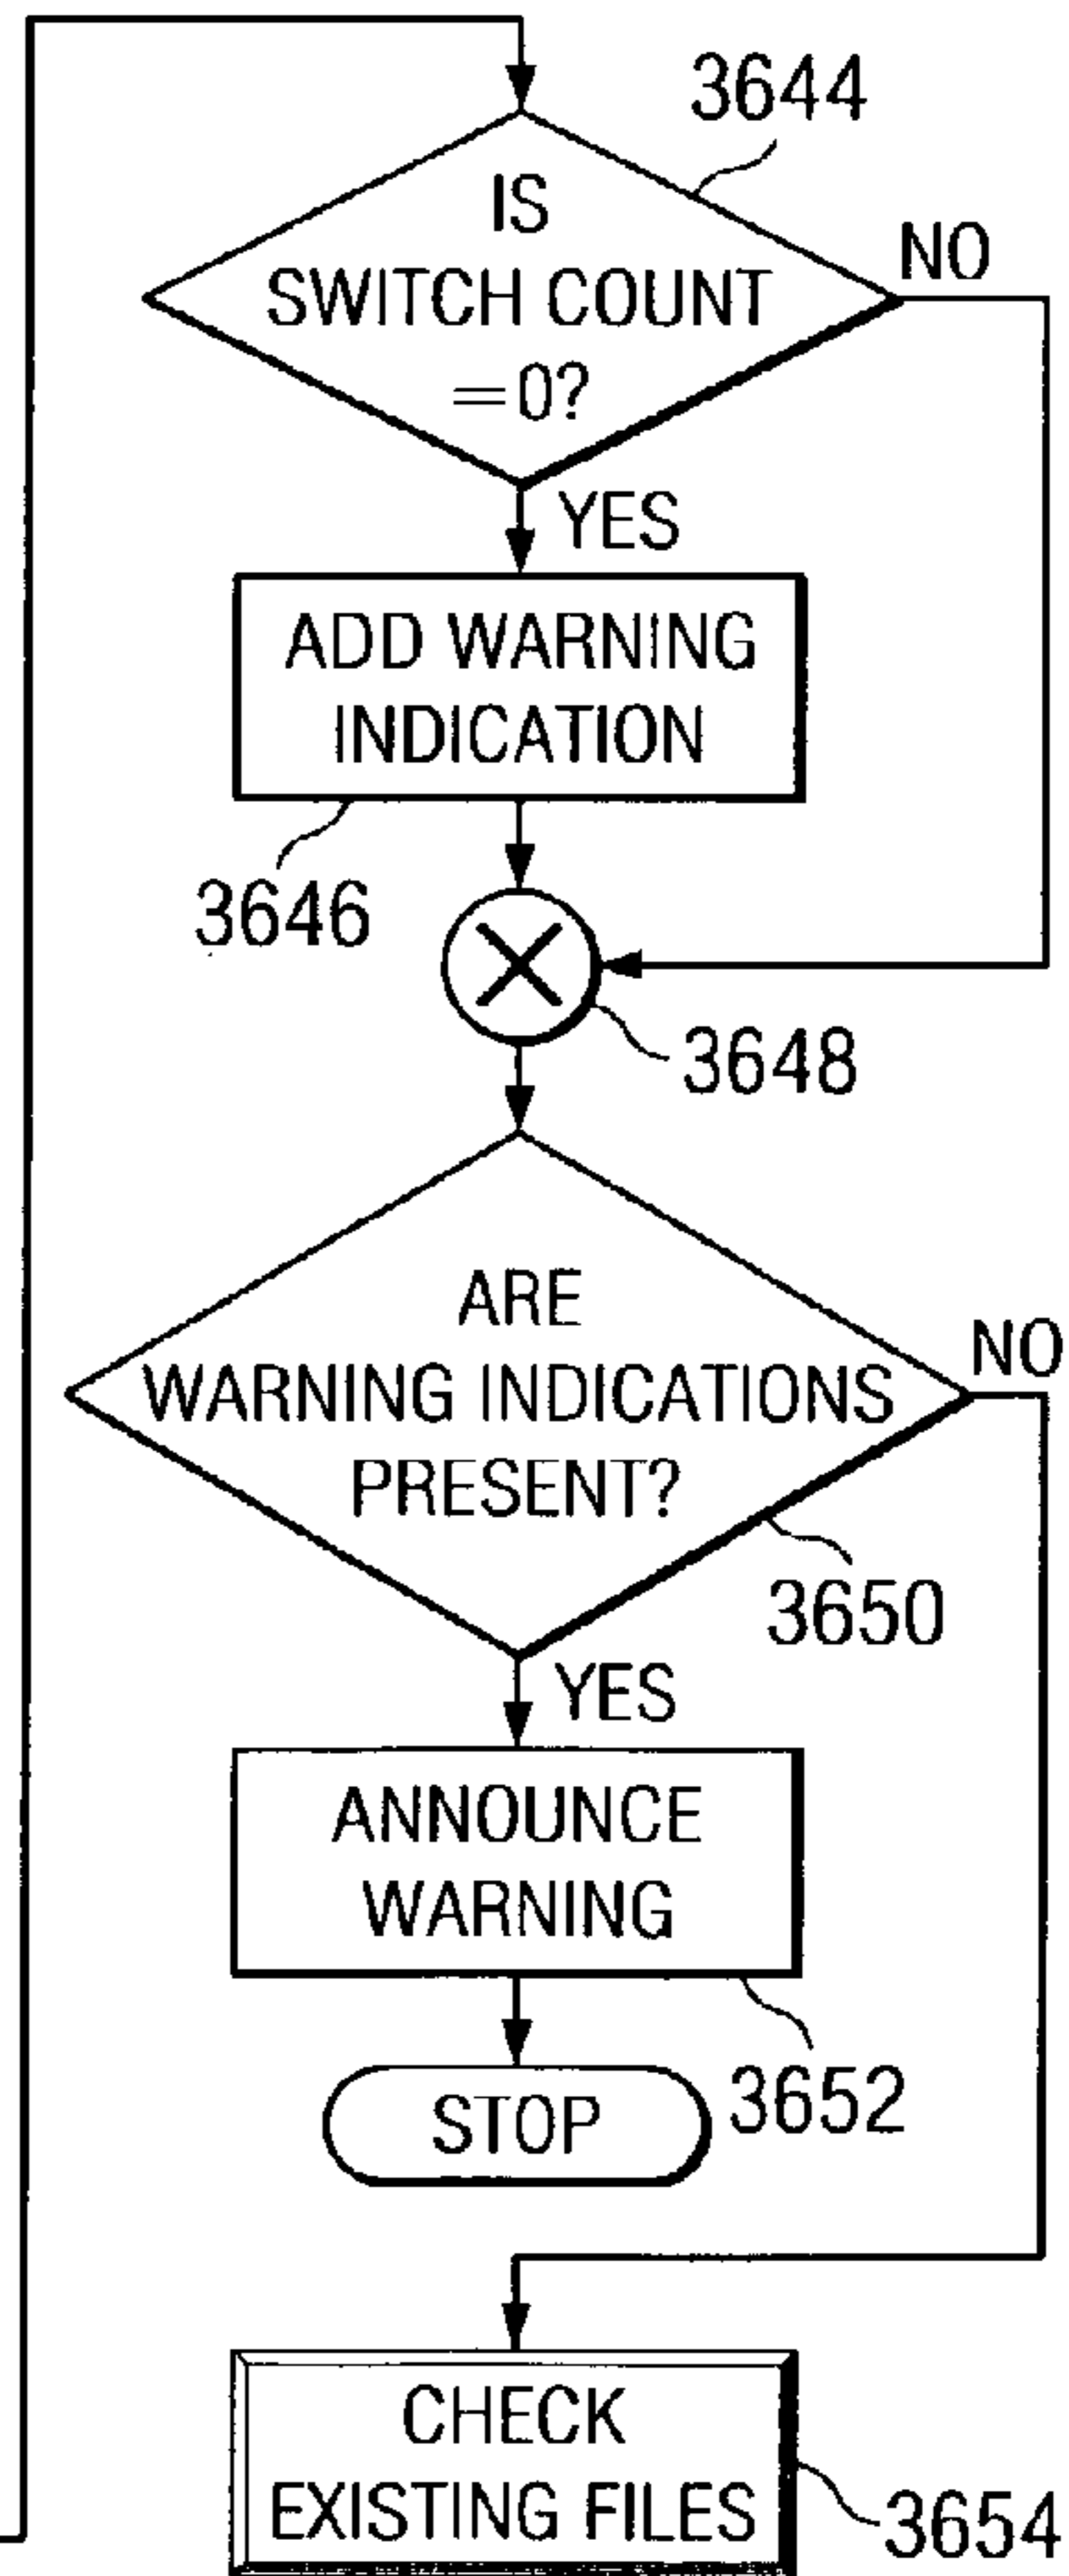 3644
IS
SWITCH COUNT
=0?
NO
YES
ADD WARNING
INDICATION
3646
3648
ARE
WARNING INDICATIONS
PRESENT?
NO
3650
YES
ANNOUNCE
WARNING
3652
STOP
CHECK
EXISTING FILES
3654